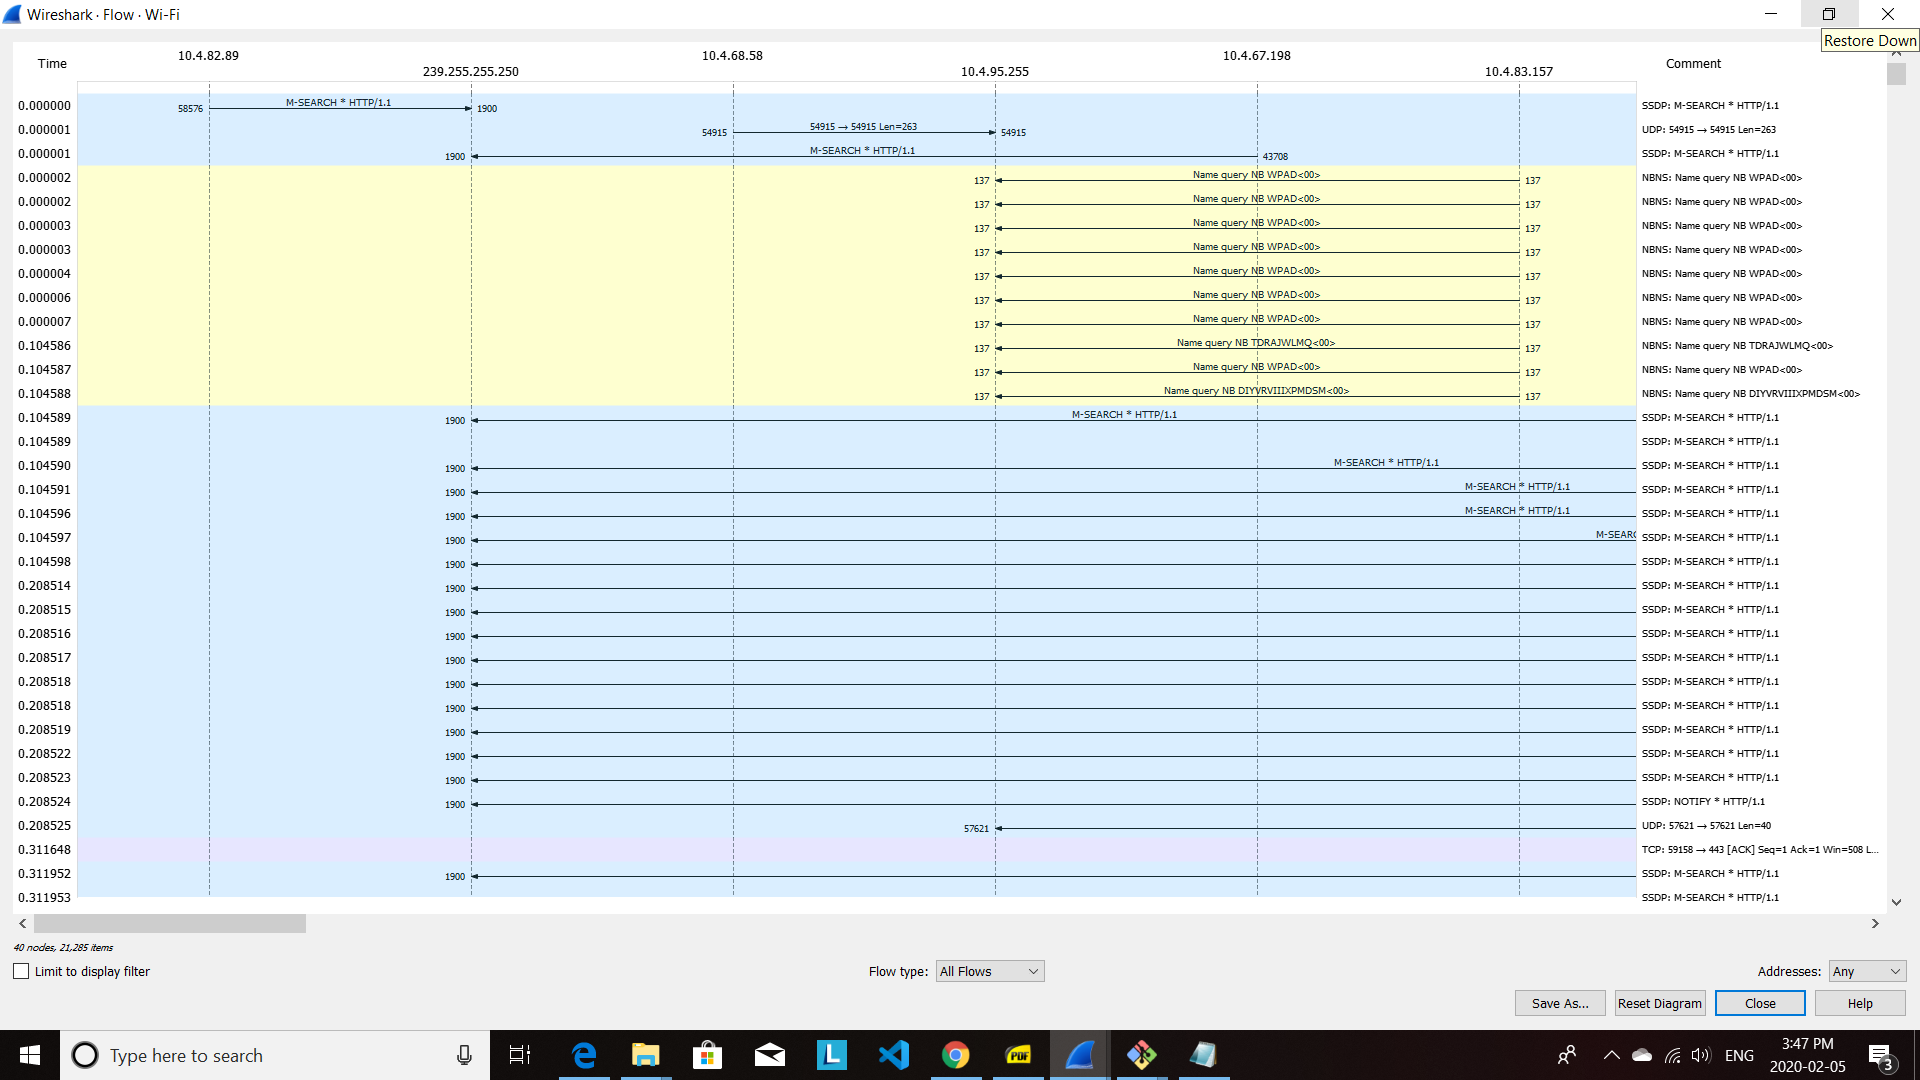 Wireshark · Flow · Wi-Fi
Restore Down
Time
10.4.82.89
239.255.255.250
10.4.68.58
10.4.95.255
10.4.67.198
10.4.83.157
Comment
0.000000 58576 M-SEARCH * HTTP/1.1 1900 SSDP: M-SEARCH * HTTP/1.1
0.000001 54915 54915 → 54915 Len=263 54915 UDP: 54915 → 54915 Len=263
0.000001 1900 M-SEARCH * HTTP/1.1 43708 SSDP: M-SEARCH * HTTP/1.1
0.000002 137 Name query NB WPAD<00> 137 NBNS: Name query NB WPAD<00>
0.000002 137 Name query NB WPAD<00> 137 NBNS: Name query NB WPAD<00>
0.000003 137 Name query NB WPAD<00> 137 NBNS: Name query NB WPAD<00>
0.000003 137 Name query NB WPAD<00> 137 NBNS: Name query NB WPAD<00>
0.000004 137 Name query NB WPAD<00> 137 NBNS: Name query NB WPAD<00>
0.000006 137 Name query NB WPAD<00> 137 NBNS: Name query NB WPAD<00>
0.000007 137 Name query NB WPAD<00> 137 NBNS: Name query NB WPAD<00>
0.104586 137 Name query NB TDRAJWLMQ<00> 137 NBNS: Name query NB TDRAJWLMQ<00>
0.104587 137 Name query NB WPAD<00> 137 NBNS: Name query NB WPAD<00>
0.104588 137 Name query NB DIYVRVIIIXPMDSM<00> 137 NBNS: Name query NB DIYVRVIIIXPMDSM<00>
0.104589 1900 M-SEARCH * HTTP/1.1 SSDP: M-SEARCH * HTTP/1.1
0.104589 SSDP: M-SEARCH * HTTP/1.1
0.104590 1900 M-SEARCH * HTTP/1.1 SSDP: M-SEARCH * HTTP/1.1
0.104591 1900 M-SEARCH * HTTP/1.1 SSDP: M-SEARCH * HTTP/1.1
0.104596 1900 M-SEARCH * HTTP/1.1 SSDP: M-SEARCH * HTTP/1.1
0.104597 1900 M-SEARC SSDP: M-SEARCH * HTTP/1.1
0.104598 1900 SSDP: M-SEARCH * HTTP/1.1
0.208514 1900 SSDP: M-SEARCH * HTTP/1.1
0.208515 1900 SSDP: M-SEARCH * HTTP/1.1
0.208516 1900 SSDP: M-SEARCH * HTTP/1.1
0.208517 1900 SSDP: M-SEARCH * HTTP/1.1
0.208518 1900 SSDP: M-SEARCH * HTTP/1.1
0.208518 1900 SSDP: M-SEARCH * HTTP/1.1
0.208519 1900 SSDP: M-SEARCH * HTTP/1.1
0.208522 1900 SSDP: M-SEARCH * HTTP/1.1
0.208523 1900 SSDP: M-SEARCH * HTTP/1.1
0.208524 1900 SSDP: NOTIFY * HTTP/1.1
0.208525 57621 UDP: 57621 → 57621 Len=40
0.311648 TCP: 59158 → 443 [ACK] Seq=1 Ack=1 Win=508 L...
0.311952 1900 SSDP: M-SEARCH * HTTP/1.1
0.311953 SSDP: M-SEARCH * HTTP/1.1
40 nodes, 21,285 items
Limit to display filter
Flow type: All Flows
Addresses: Any
Save As...
Reset Diagram
Close
Help
Type here to search
L
PDF
ENG
3:47 PM
2020-02-05
3